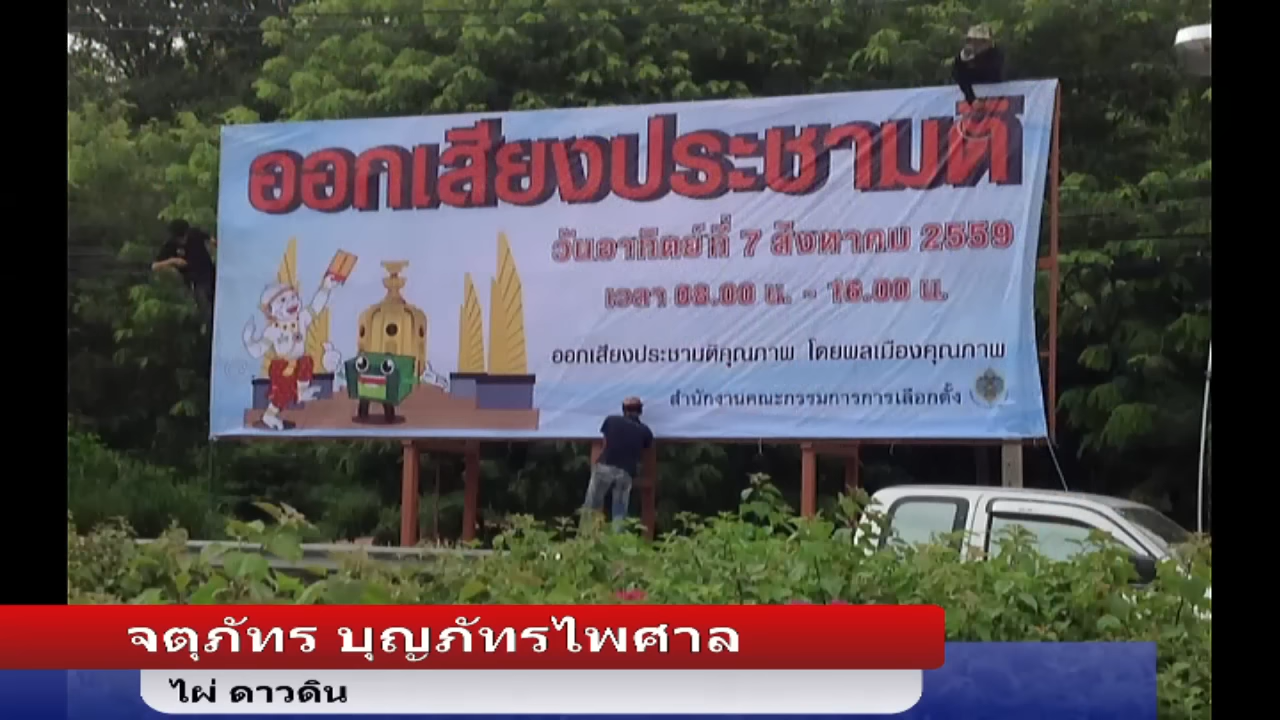 ออกเสียงประชามติ
วันอาทิตย์ที่ 7 สิงหาคม 2559
เวลา 08.00 น. - 16.00 น.
ออกเสียงประชามติคุณภาพ โดยพลเมืองคุณภาพ
สำนักงานคณะกรรมการการเลือกตั้ง
จตุภัทร บุญภัทรไพศาล
ไผ่ ดาวดิน